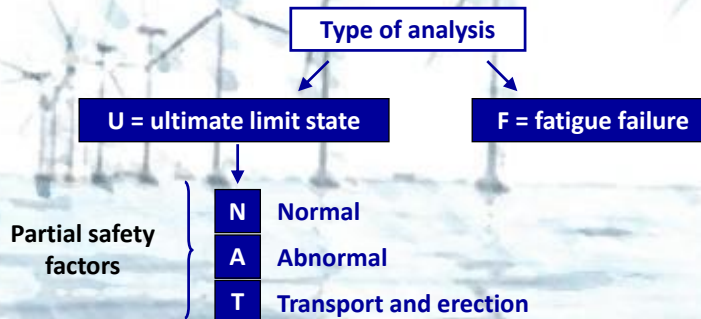 Type of analysis
U = ultimate limit state
F = fatigue failure
Partial safety
factors
N Normal
A Abnormal
T Transport and erection